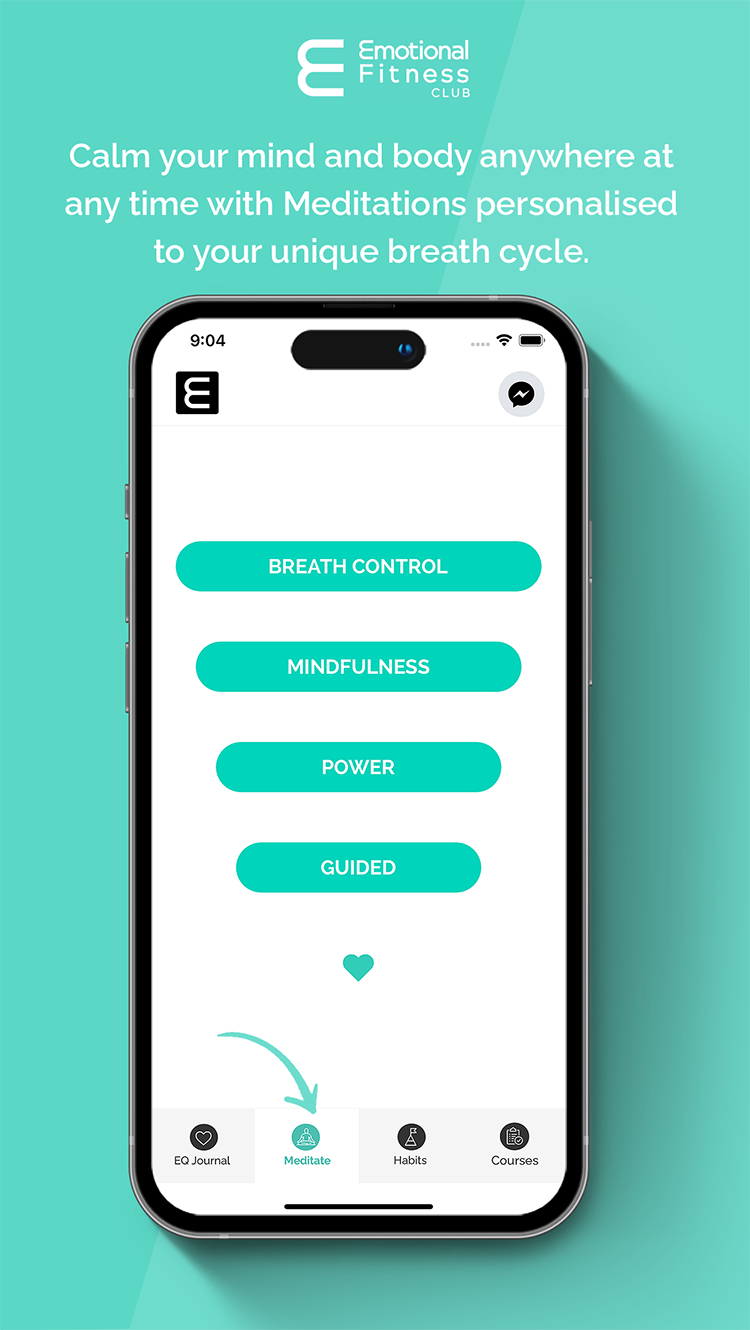 Emotional
Fitness
CLUB
Calm your mind and body anywhere at
any time with Meditations personalised
to your unique breath cycle.
9:04
BREATH CONTROL
MINDFULNESS
POWER
GUIDED
EQ Journal
Meditate
Habits
Courses